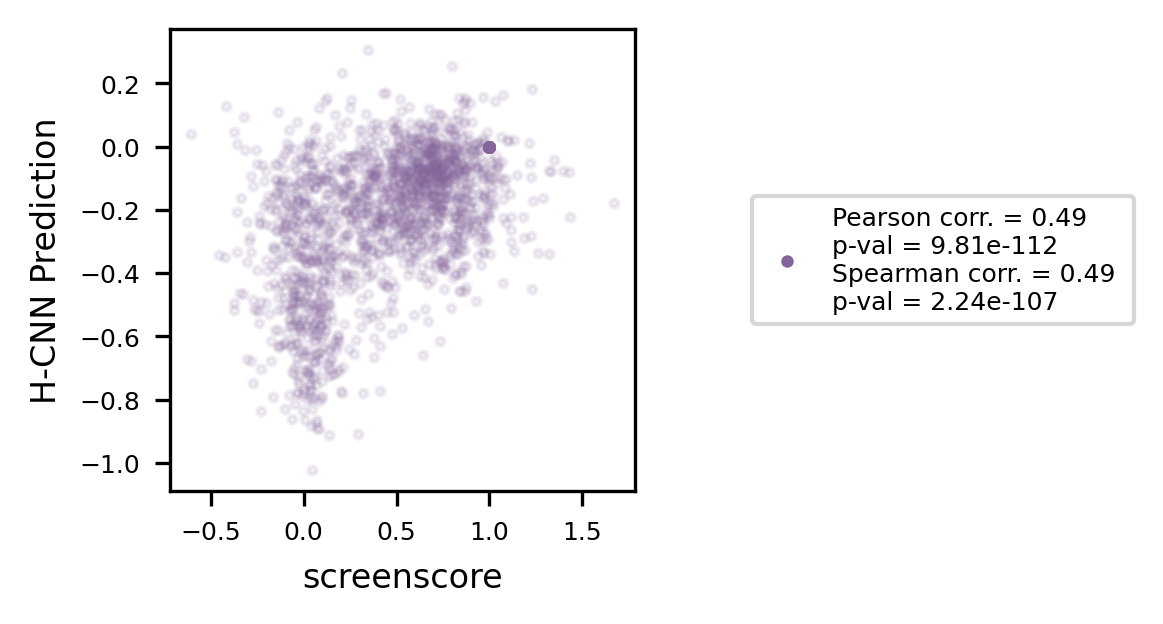 H-CNN Prediction
0.2
0.0
−0.2
−0.4
−0.6
−0.8
−1.0
−0.5
0.0
0.5
1.0
1.5
screenscore
Pearson corr. = 0.49
p-val = 9.81e-112
Spearman corr. = 0.49
p-val = 2.24e-107